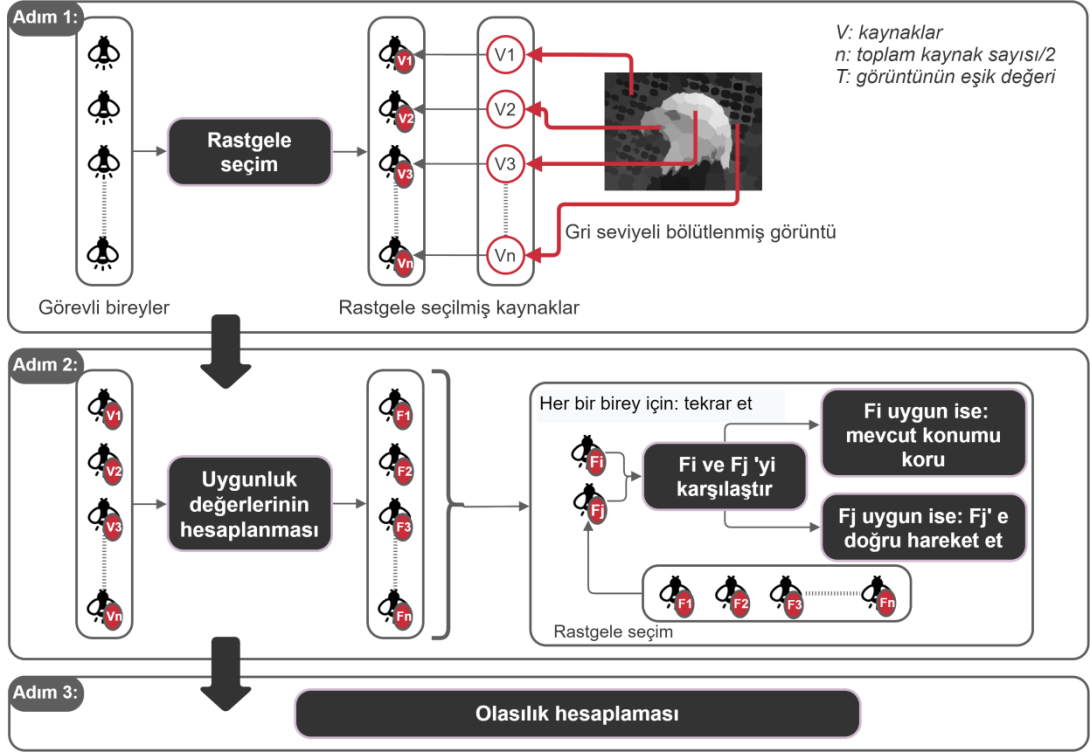 Adım 1:
V: kaynaklar
n: toplam kaynak sayısı/2
T: görüntünün eşik değeri
Rastgele
seçim
V1
V2
V3
Vn
V1
V2
V3
Vn
Gri seviyeli bölütlenmiş görüntü
Görevli bireyler
Rastgele seçilmiş kaynaklar
Adım 2:
V1
V2
V3
Vn
Uygunluk
değerlerinin
hesaplanması
F1
F2
F3
Fn
Her bir birey için: tekrar et
Fi
Fj
Fi ve Fj 'yi
karşılaştır
Fi uygun ise:
mevcut konumu
koru
Fj uygun ise: Fj' e
doğru hareket et
F1
F2
F3
Fn
Rastgele seçim
Adım 3:
Olasılık hesaplaması